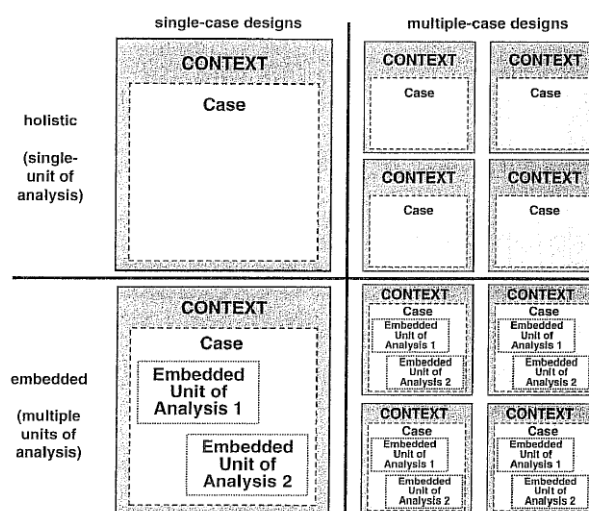 single-case designs
multiple-case designs
holistic
(single-
unit of
analysis)
CONTEXT
Case
CONTEXT
Case
CONTEXT
Case
CONTEXT
Case
CONTEXT
Case
embedded
(multiple
units of
analysis)
CONTEXT
Case
Embedded
Unit of
Analysis 1
Embedded
Unit of
Analysis 2
CONTEXT
Case
Embedded
Unit of
Analysis 1
Embedded
Unit of
Analysis 2
CONTEXT
Case
Embedded
Unit of
Analysis 1
Embedded
Unit of
Analysis 2
CONTEXT
Case
Embedded
Unit of
Analysis 1
Embedded
Unit of
Analysis 2
CONTEXT
Case
Embedded
Unit of
Analysis 1
Embedded
Unit of
Analysis 2